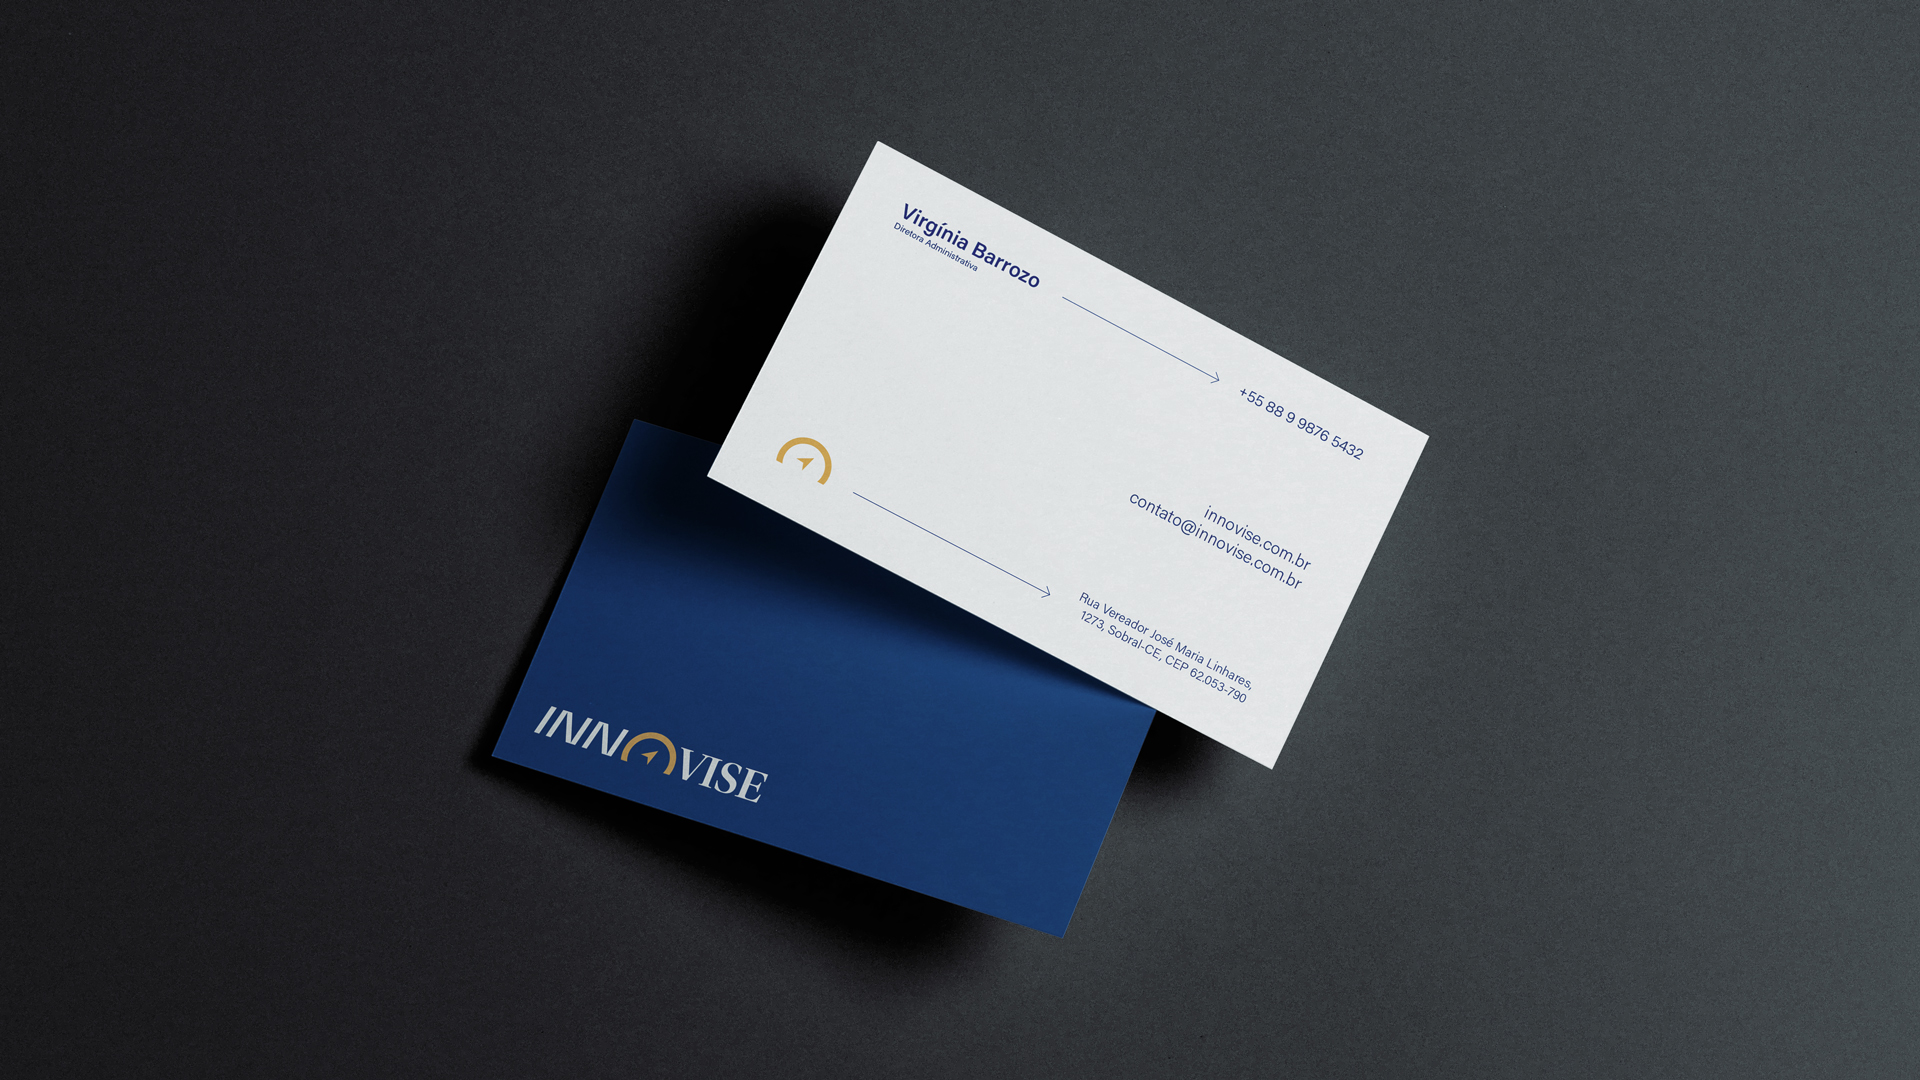 Virgínia Barrozo
Diretora Administrativa
+55 88 9 9876 5432
innovise.com.br
contato@innovise.com.br
Rua Vereador José Maria Linhares,
1273, Sobral-CE, CEP 62.053-790
INNOVISE